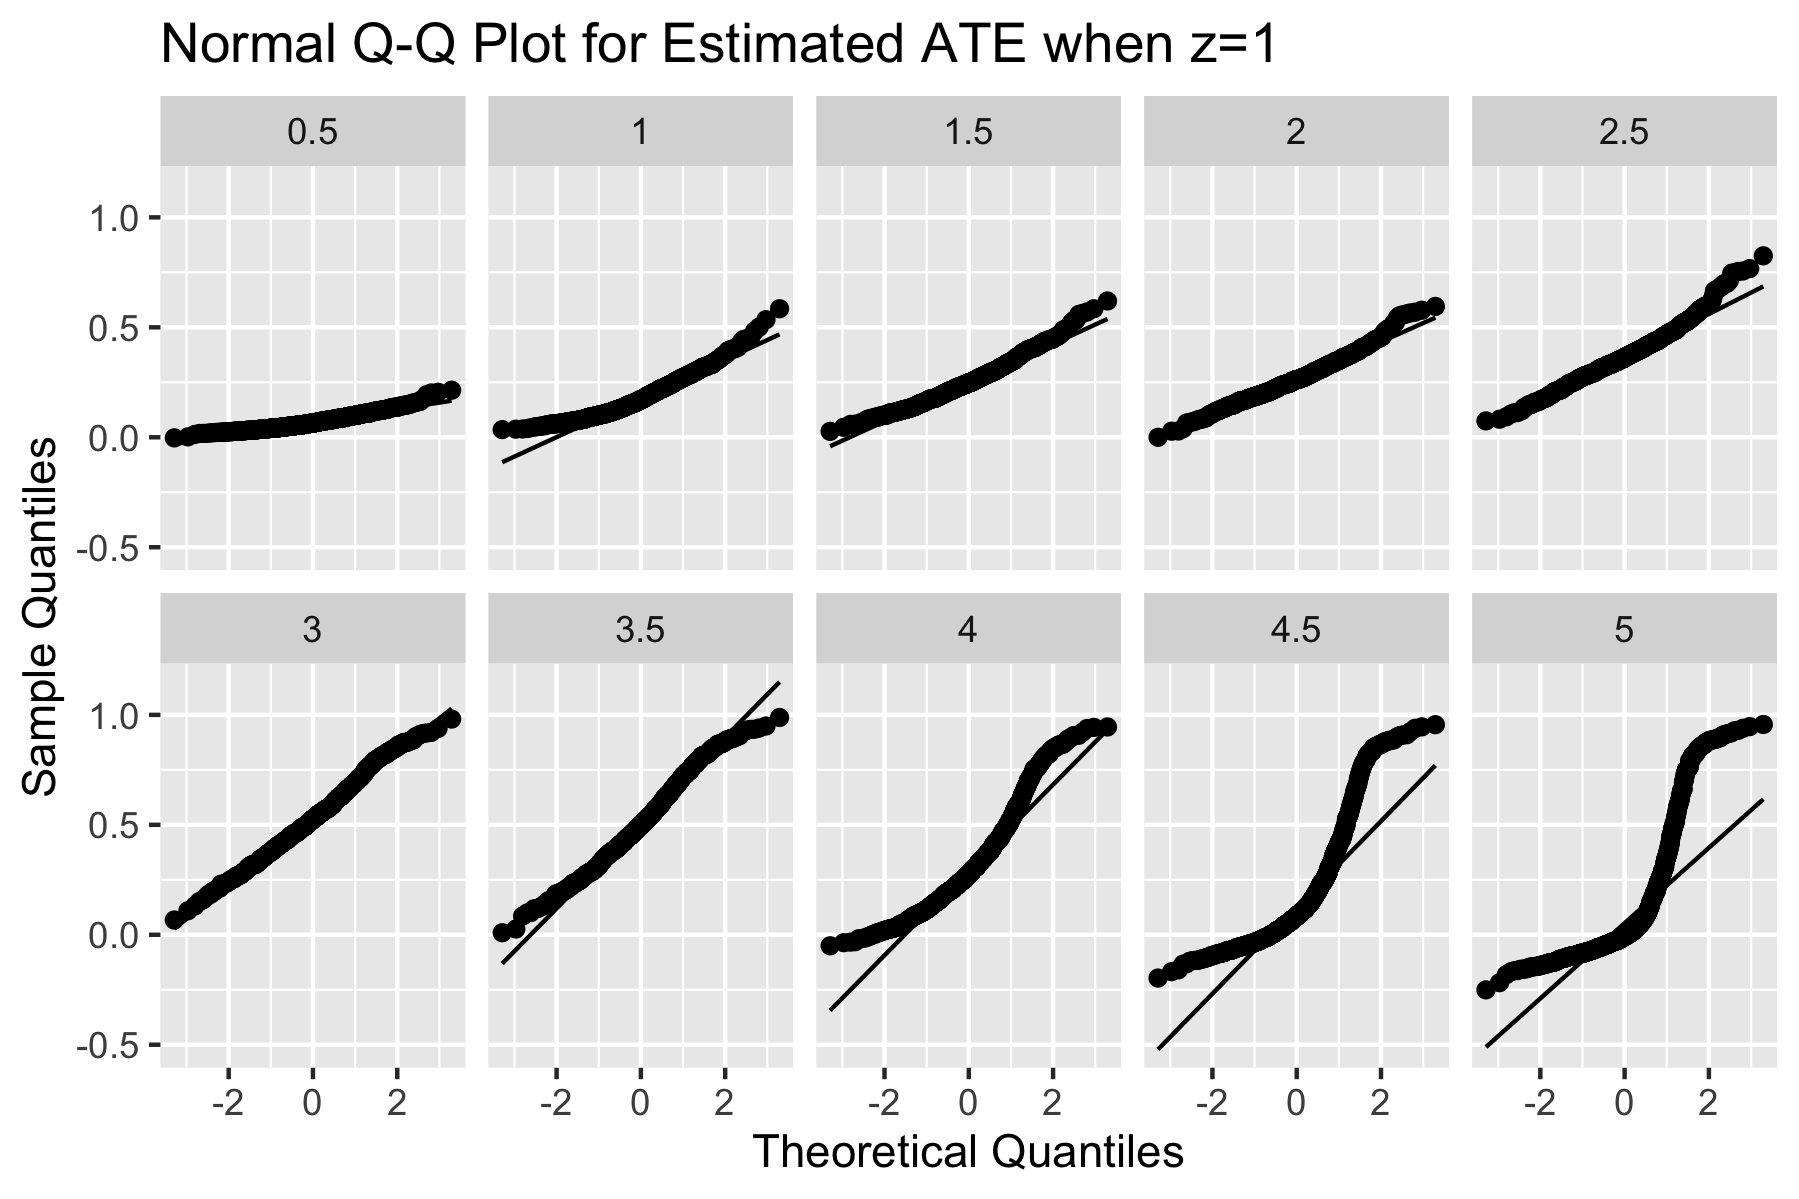 Normal Q-Q Plot for Estimated ATE when z=1
0.5 1 1.5 2 2.5
1.0
0.5
0.0
-0.5
3 3.5 4 4.5 5
1.0
0.5
0.0
-0.5
-2 0 2 -2 0 2 -2 0 2 -2 0 2 -2 0 2
Theoretical Quantiles
Sample Quantiles